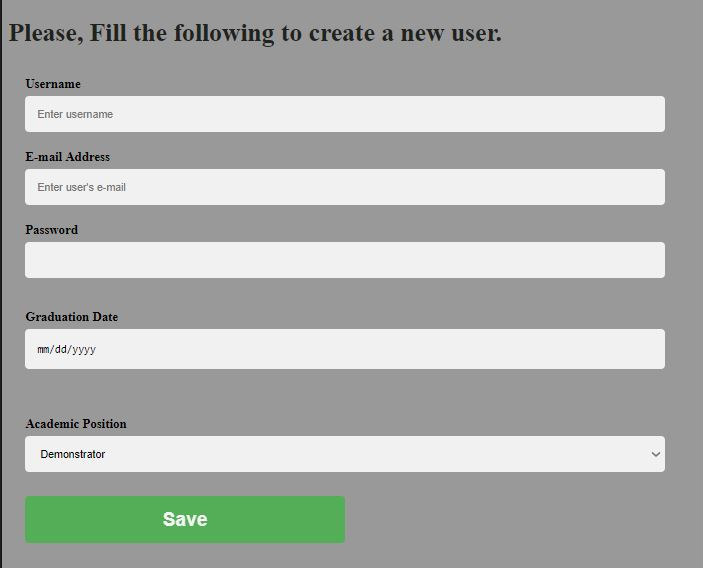 Please, Fill the following to create a new user.
Username
Enter username
E-mail Address
Enter user's e-mail
Password
Graduation Date
mm/dd/yyyy
Academic Position
Demonstrator
Save